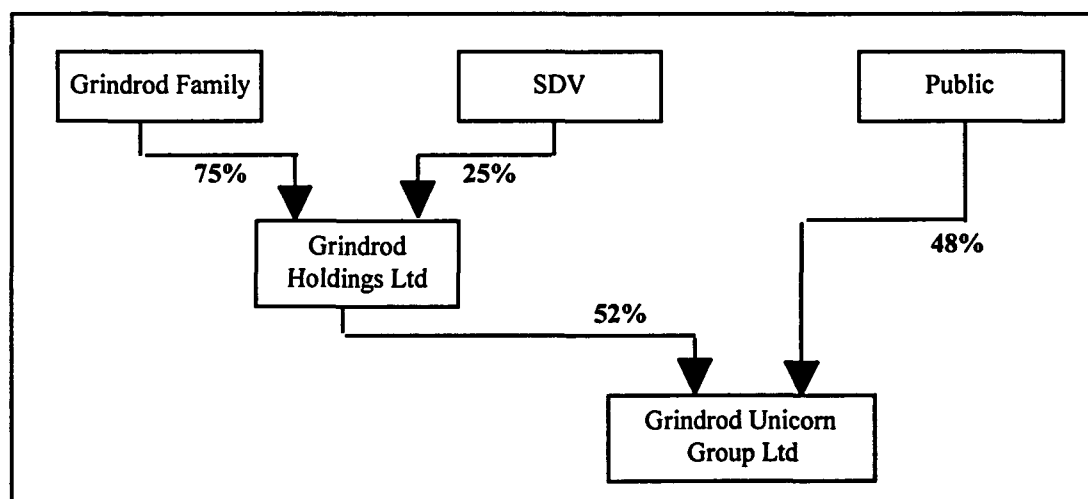 Grindrod Family
SDV
Public
75%
25%
48%
Grindrod
Holdings Ltd
52%
Grindrod Unicorn
Group Ltd